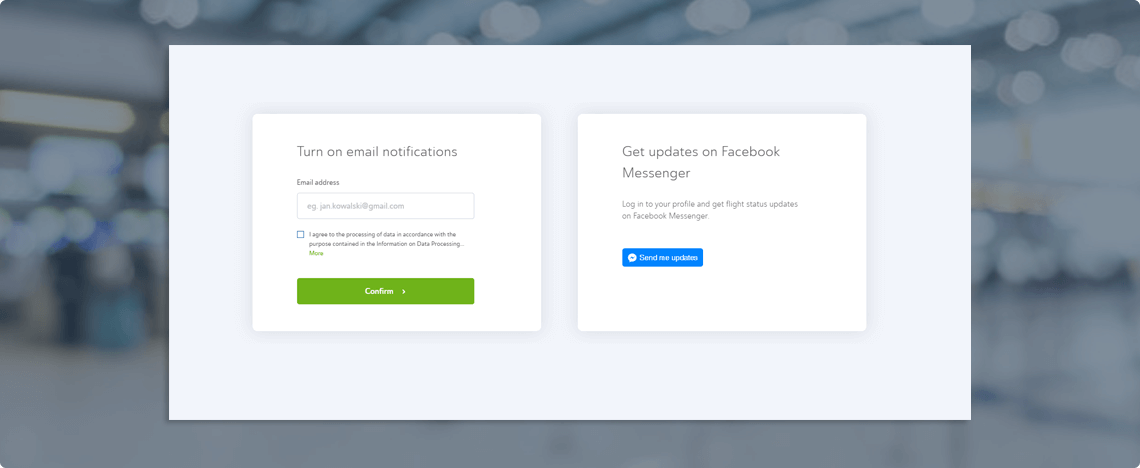 Turn on email notifications
Email address
eg. jan.kowalski@gmail.com
I agree to the processing of data in accordance with the
purpose contained in the Information on Data Processing...
More
Confirm
Get updates on Facebook
Messenger
Log in to your profile and get flight status updates
on Facebook Messenger.
Send me updates